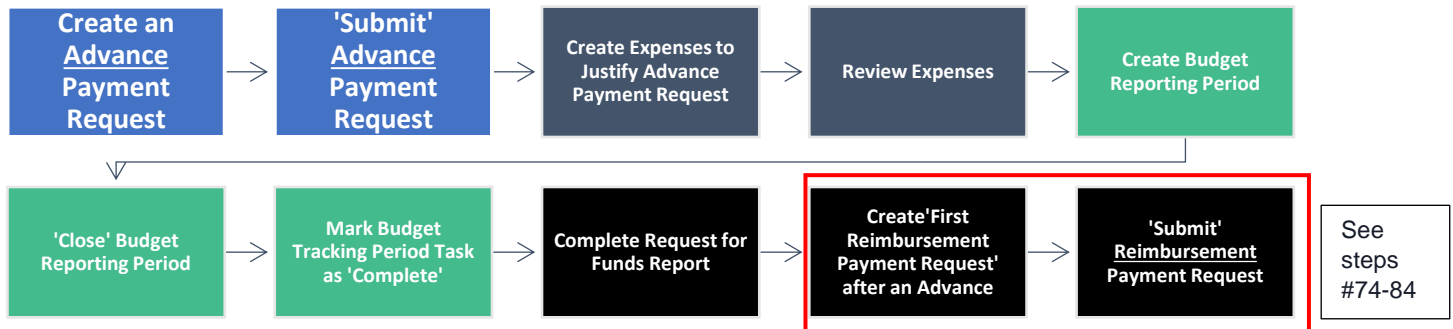 Create an
Advance
Payment
Request
'Submit'
Advance
Payment
Request
Create Expenses to
Justify Advance
Payment Request
Review Expenses
Create Budget
Reporting Period
'Close' Budget
Reporting Period
Mark Budget
Tracking Period Task
as 'Complete'
Complete Request for
Funds Report
Create'First
Reimbursement
Payment Request'
after an Advance
'Submit'
Reimbursement
Payment Request
See
steps
#74-84